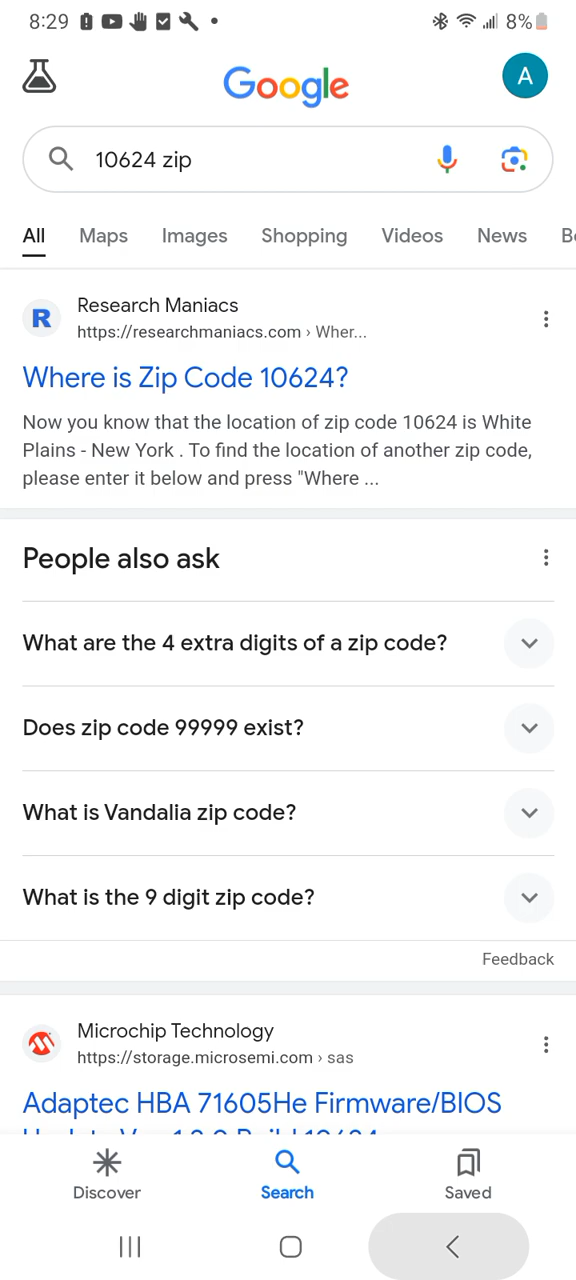 8:29
8%
Google
A
10624 zip
All Maps Images Shopping Videos News
R
Research Maniacs
https://researchmaniacs.com › Wher...
Where is Zip Code 10624?
Now you know that the location of zip code 10624 is White
Plains - New York . To find the location of another zip code,
please enter it below and press "Where ...
People also ask
What are the 4 extra digits of a zip code?
Does zip code 99999 exist?
What is Vandalia zip code?
What is the 9 digit zip code?
Feedback
Microchip Technology
https://storage.microsemi.com › sas
Adaptec HBA 71605He Firmware/BIOS
Discover Search Saved